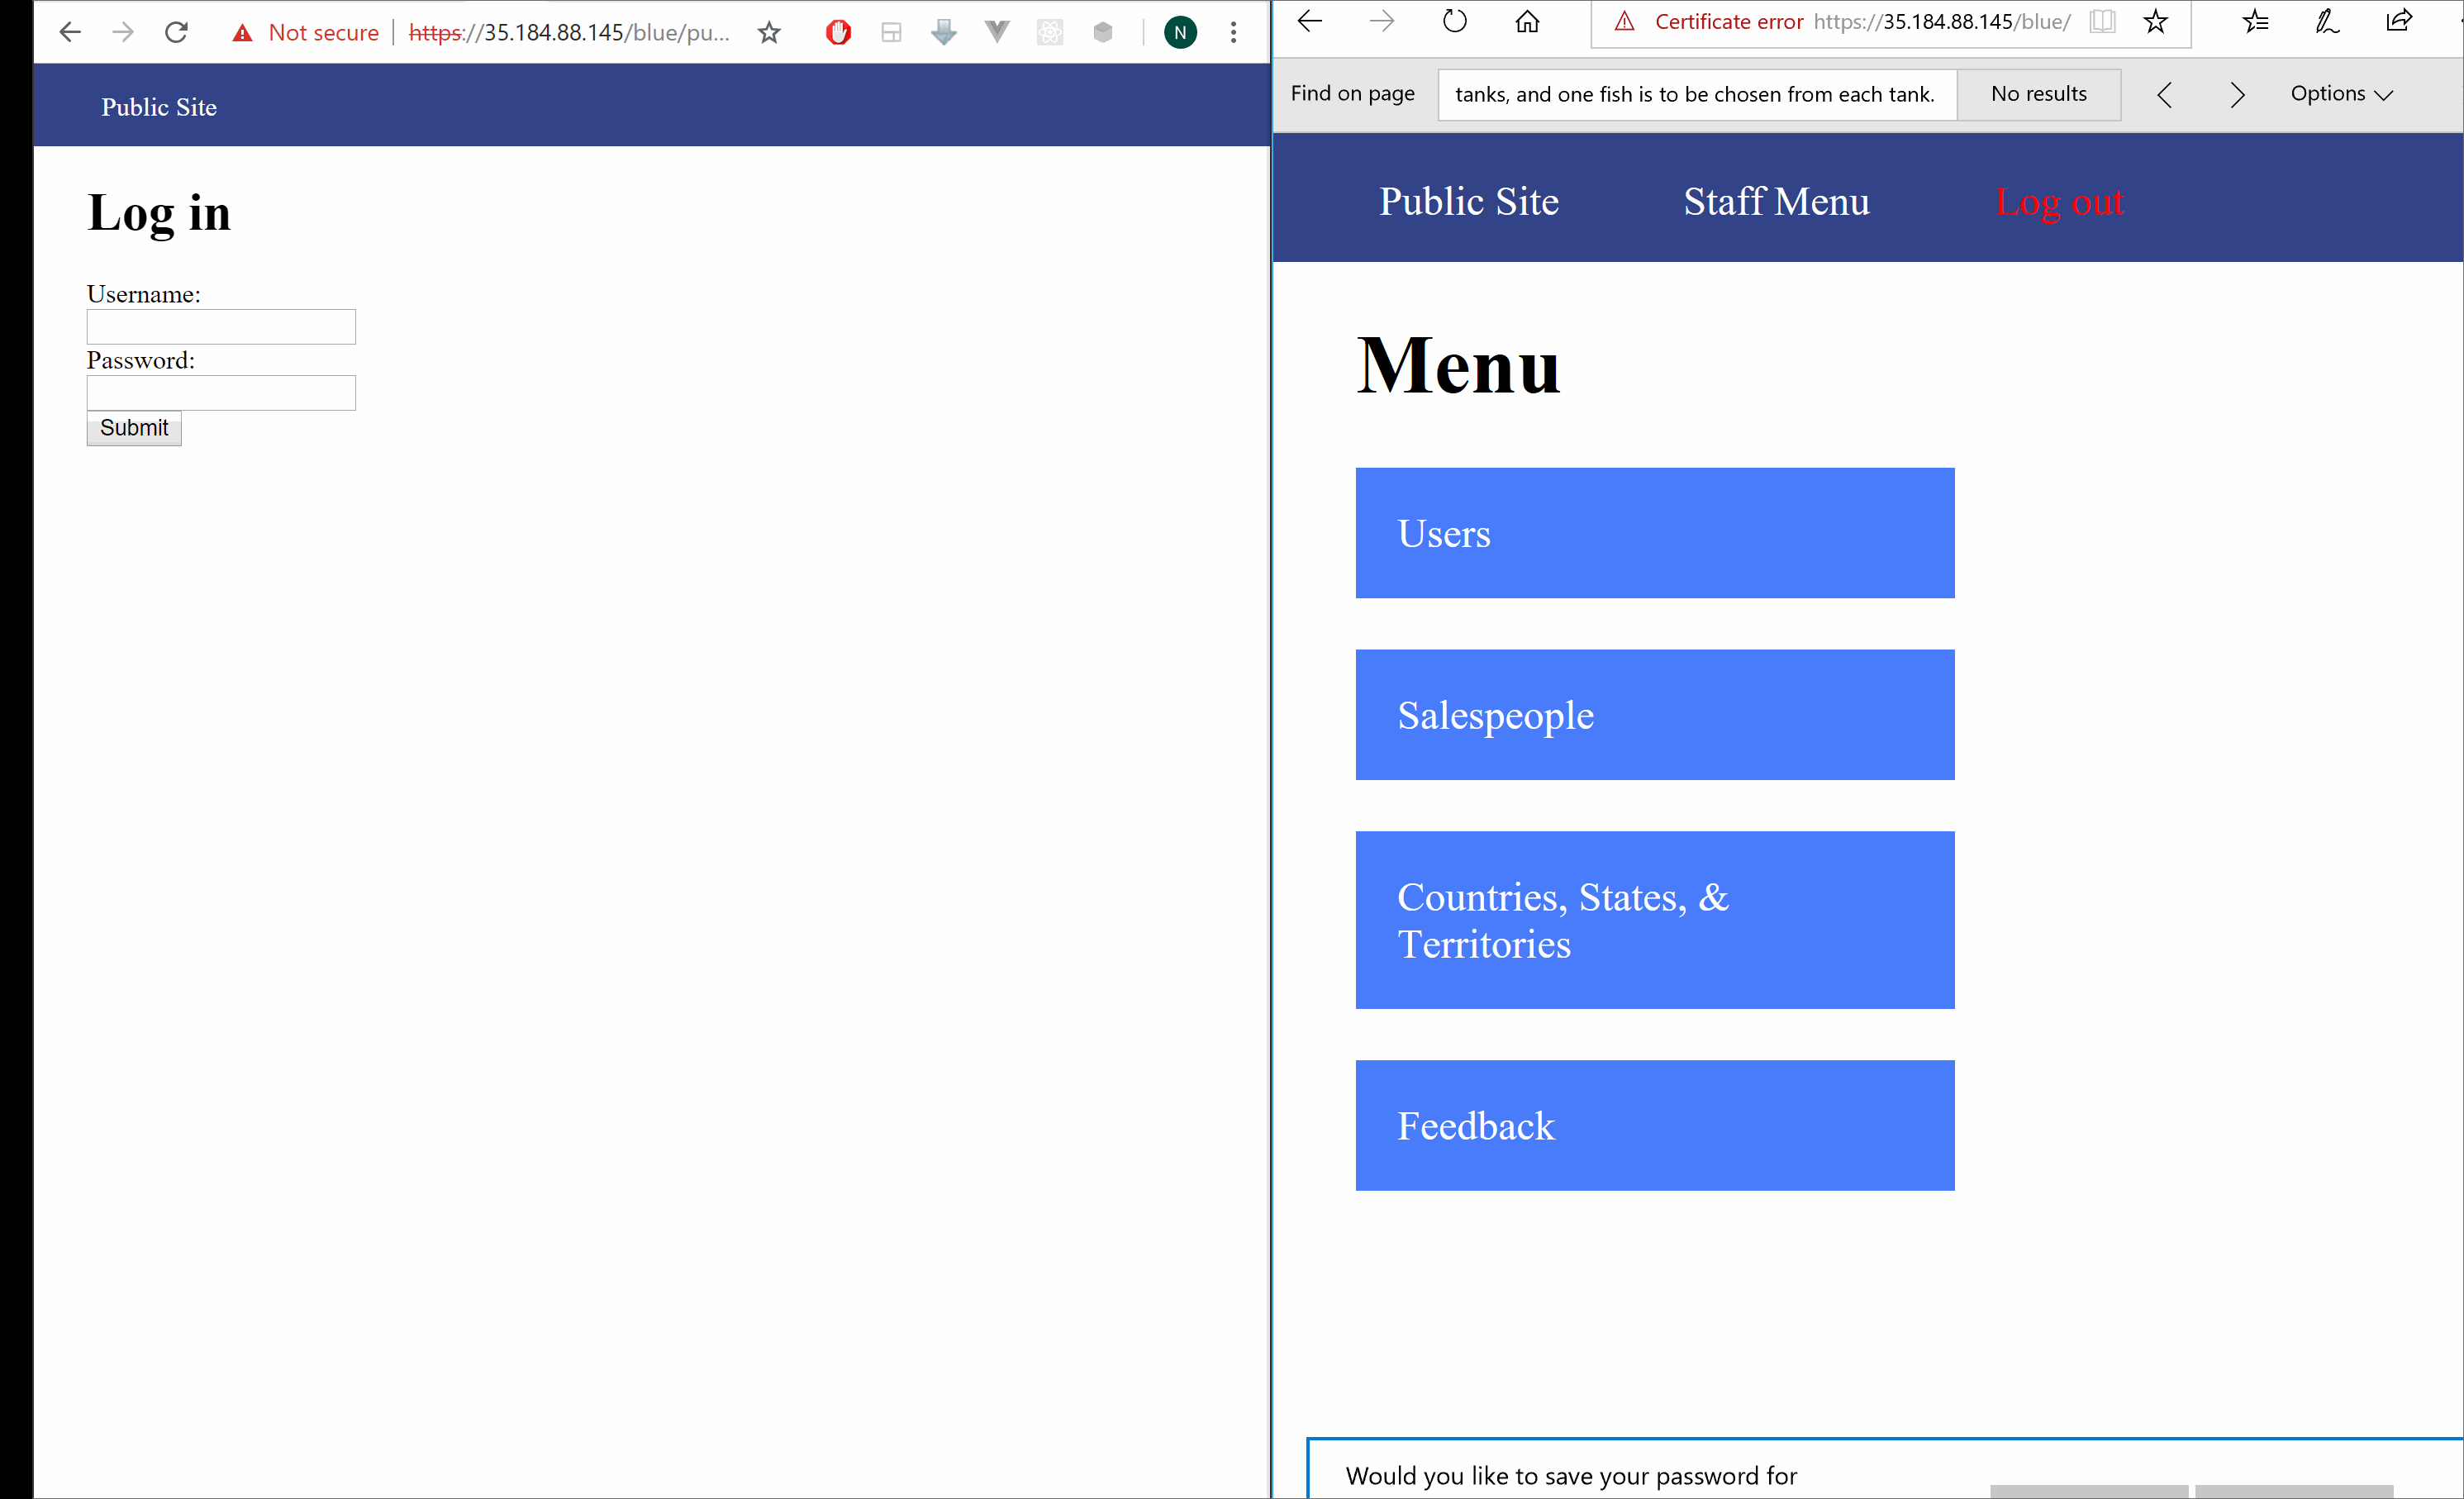 Not secure https://35.184.88.145/blue/pu... N
Public Site
Log in
Username:
Password:
Submit
Certificate error https://35.184.88.145/blue/
Find on page tanks, and one fish is to be chosen from each tank. No results Options
Public Site Staff Menu Log out
Menu
Users
Salespeople
Countries, States, &
Territories
Feedback
Would you like to save your password for